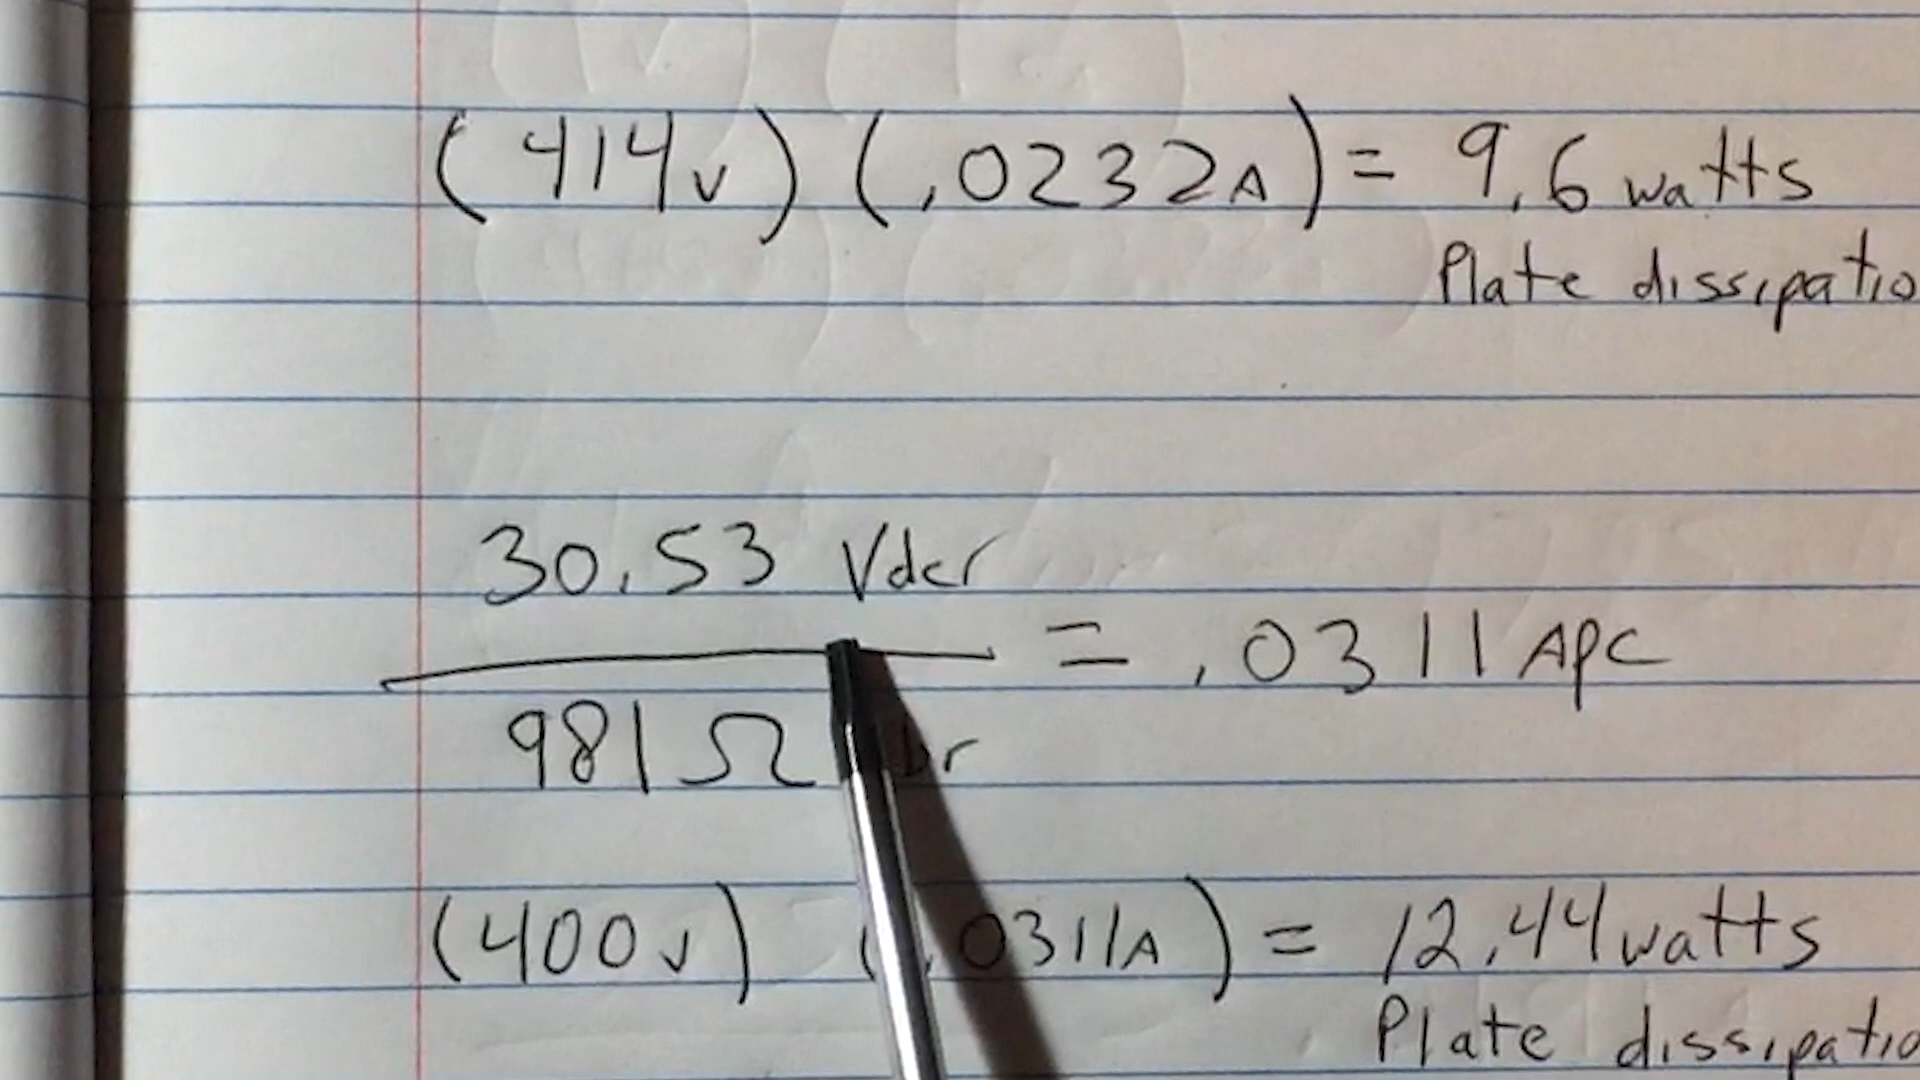 (414v) (.0232A) = 9.6 watts
Plate dissipatio
30.53 Vdcr
= .0311 APC
981Ω
(400v) (.0311A) = 12.44 watts
Plate dissipatio